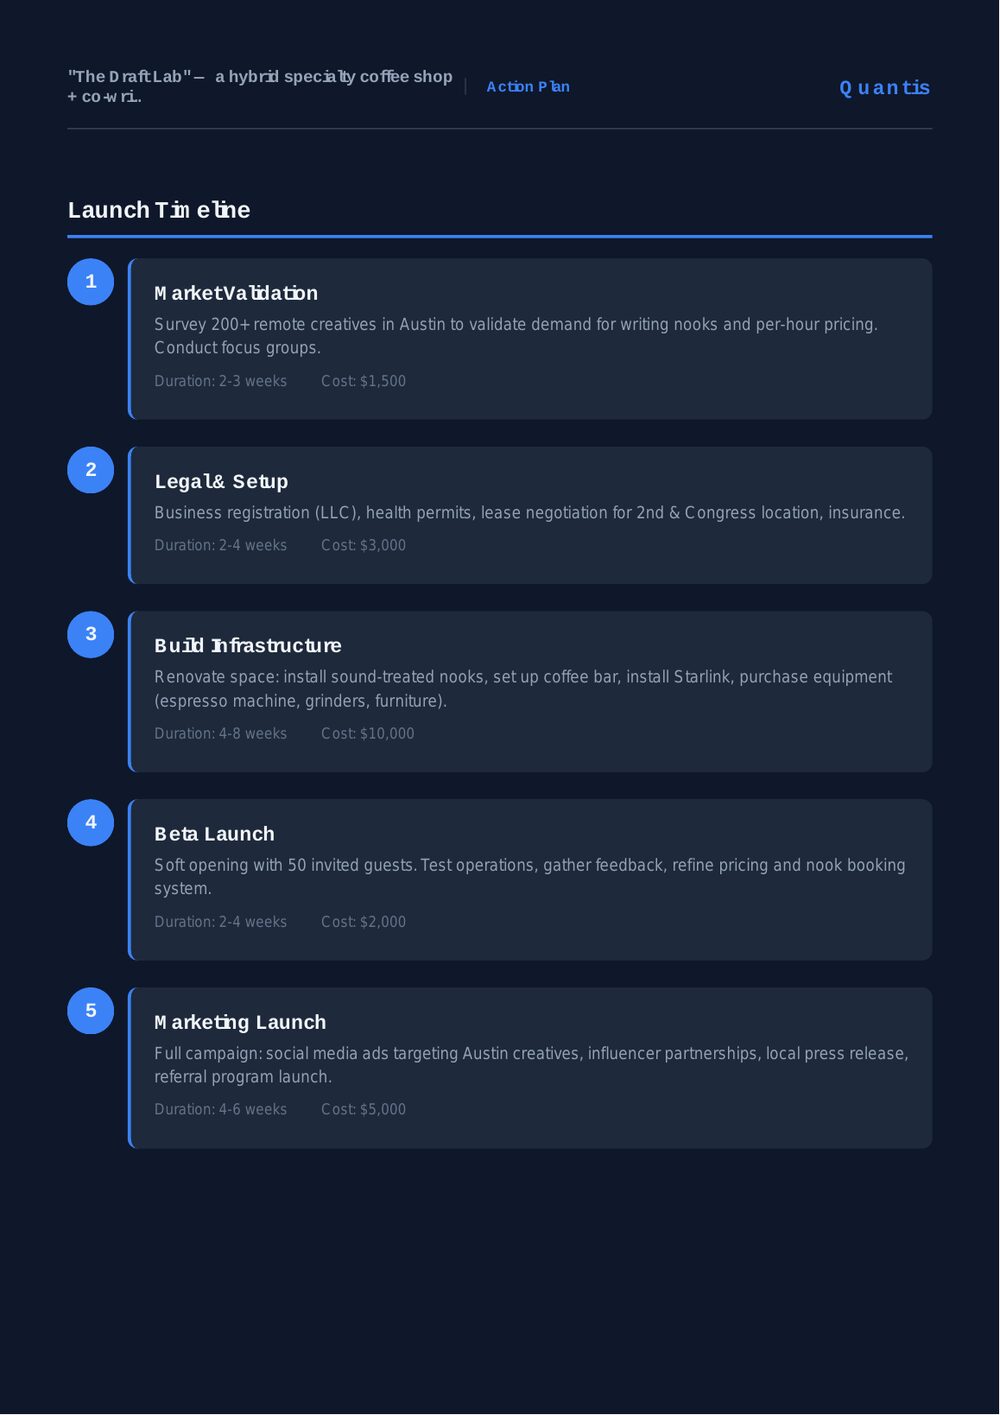 "The Draft Lab" — a hybrid specialty coffee shop
+ co-wri..
Action Plan
Quantis
Launch Timeline
1
Market Validation
Survey 200+ remote creatives in Austin to validate demand for writing nooks and per-hour pricing.
Conduct focus groups.
Duration: 2-3 weeks Cost: $1,500
2
Legal & Setup
Business registration (LLC), health permits, lease negotiation for 2nd & Congress location, insurance.
Duration: 2-4 weeks Cost: $3,000
3
Build Infrastructure
Renovate space: install sound-treated nooks, set up coffee bar, install Starlink, purchase equipment
(espresso machine, grinders, furniture).
Duration: 4-8 weeks Cost: $10,000
4
Beta Launch
Soft opening with 50 invited guests. Test operations, gather feedback, refine pricing and nook booking
system.
Duration: 2-4 weeks Cost: $2,000
5
Marketing Launch
Full campaign: social media ads targeting Austin creatives, influencer partnerships, local press release,
referral program launch.
Duration: 4-6 weeks Cost: $5,000